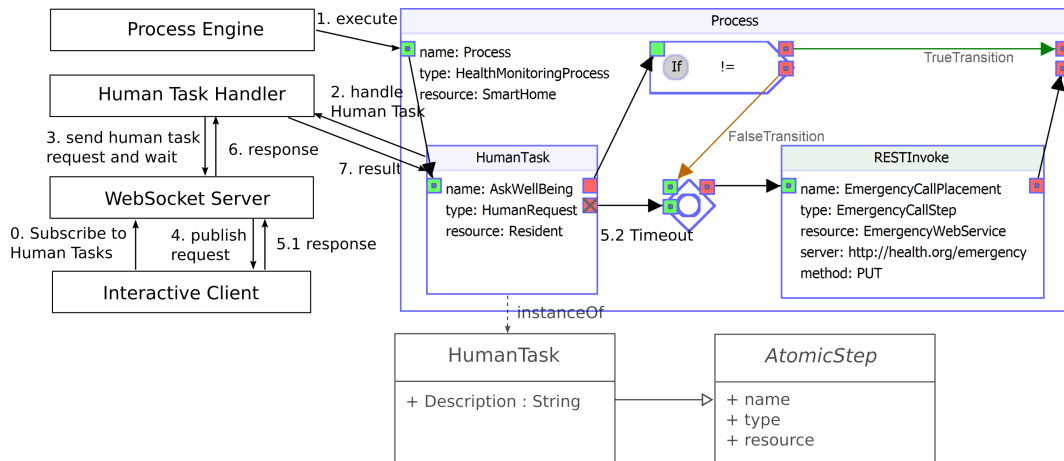 Process Engine
1. execute
Human Task Handler
2. handle
Human Task
3. send human task
request and wait
6. response
7. result
WebSocket Server
0. Subscribe to
Human Tasks
4. publish
request
5.1 response
Interactive Client
Process
name: Process
type: HealthMonitoringProcess
resource: SmartHome
If !=
TrueTransition
FalseTransition
HumanTask
name: AskWellBeing
type: HumanRequest
resource: Resident
5.2 Timeout
RESTInvoke
name: EmergencyCallPlacement
type: EmergencyCallStep
resource: EmergencyWebService
server: http://health.org/emergency
method: PUT
instanceOf
HumanTask
+ Description : String
AtomicStep
+ name
+ type
+ resource